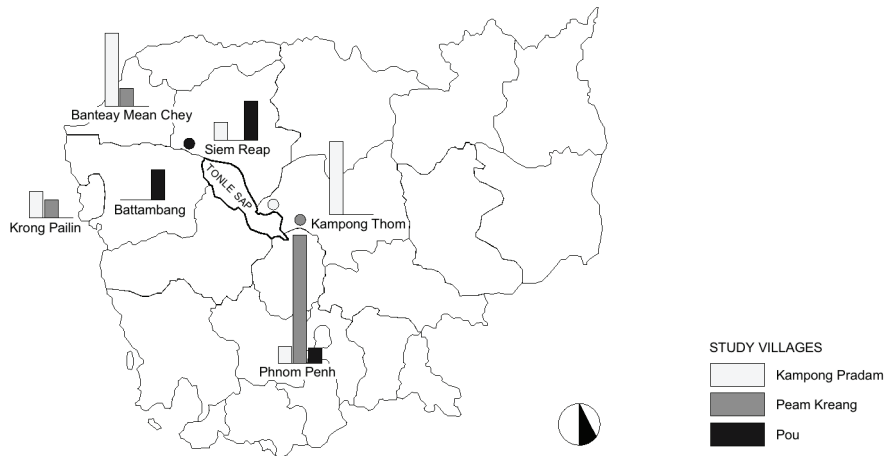 Banteay Mean Chey
Siem Reap
TONLE SAP
Battambang
Krong Pailin
Kampong Thom
Phnom Penh
STUDY VILLAGES
Kampong Pradam
Peam Kreang
Pou